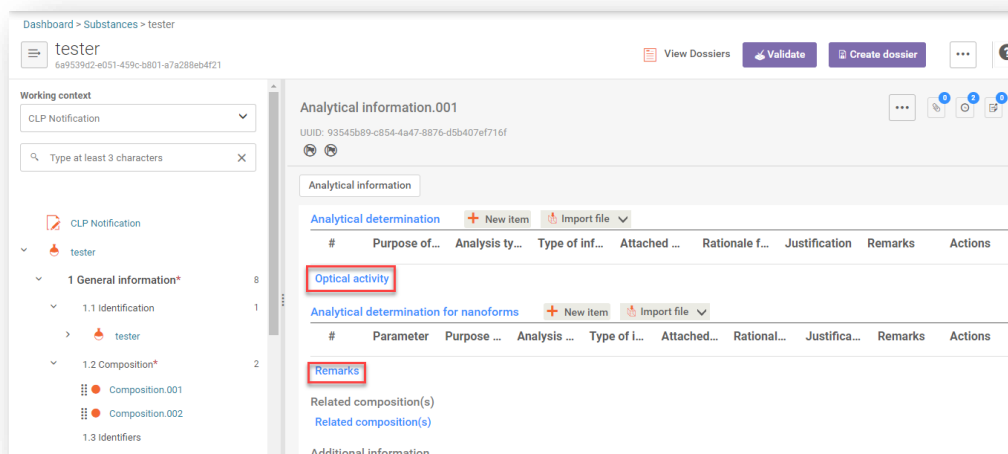 Dashboard > Substances > tester
tester
6a9539d2-e051-459c-b801-a7a288eb4f21
View Dossiers
Validate
Create dossier
Working context
CLP Notification
Type at least 3 characters
CLP Notification
tester
1 General information* 8
1.1 Identification 1
tester
1.2 Composition* 2
Composition.001
Composition.002
1.3 Identifiers
Analytical information.001
0 2 0
UUID: 93545b89-c854-4a47-8876-d5b407ef716f
Analytical information
Analytical determination + New item Import file
# Purpose of... Analysis ty... Type of inf... Attached ... Rationale f... Justification Remarks Actions
Optical activity
Analytical determination for nanoforms + New item Import file
# Parameter Purpose ... Analysis ... Type of i... Attached... Rational... Justifica... Remarks Actions
Remarks
Related composition(s)
Related composition(s)
Additional information